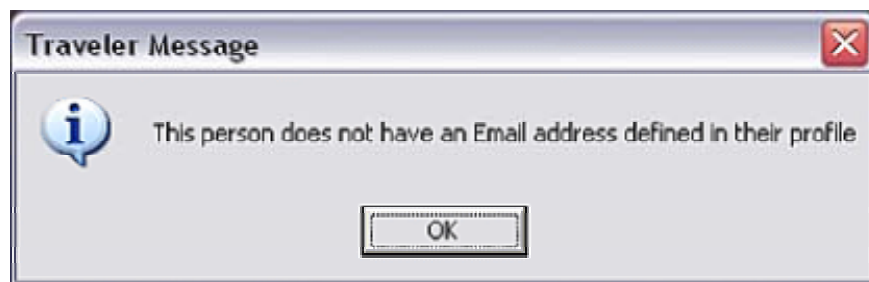 Traveler Message
This person does not have an Email address defined in their profile
OK